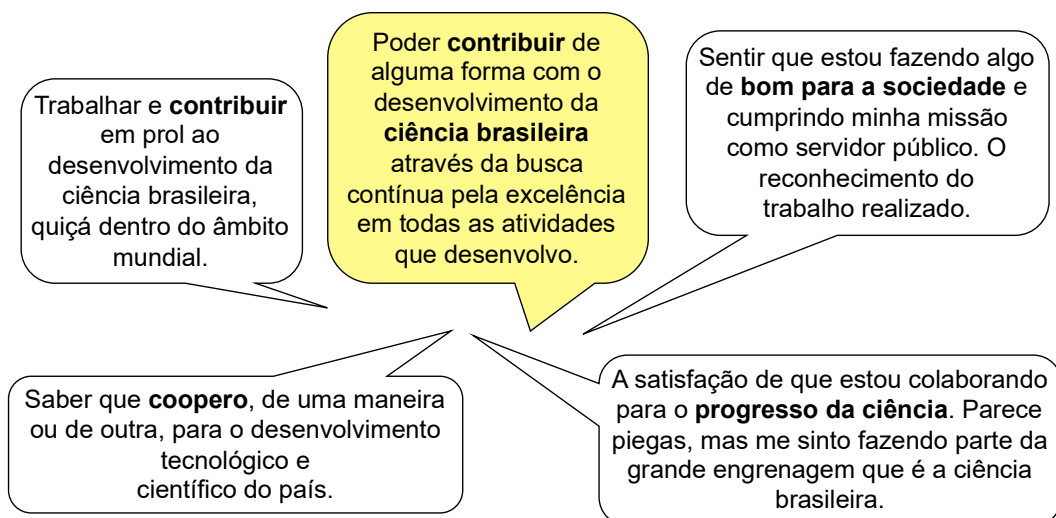 Trabalhar e contribuir
em prol ao
desenvolvimento da
ciência brasileira,
quiçá dentro do âmbito
mundial.
Poder contribuir de
alguma forma com o
desenvolvimento da
ciência brasileira
através da busca
contínua pela excelência
em todas as atividades
que desenvolvo.
Sentir que estou fazendo algo
de bom para a sociedade e
cumprindo minha missão
como servidor público. O
reconhecimento do
trabalho realizado.
Saber que coopero, de uma maneira
ou de outra, para o desenvolvimento
tecnológico e
científico do país.
A satisfação de que estou colaborando
para o progresso da ciência. Parece
piegas, mas me sinto fazendo parte da
grande engrenagem que é a ciência
brasileira.